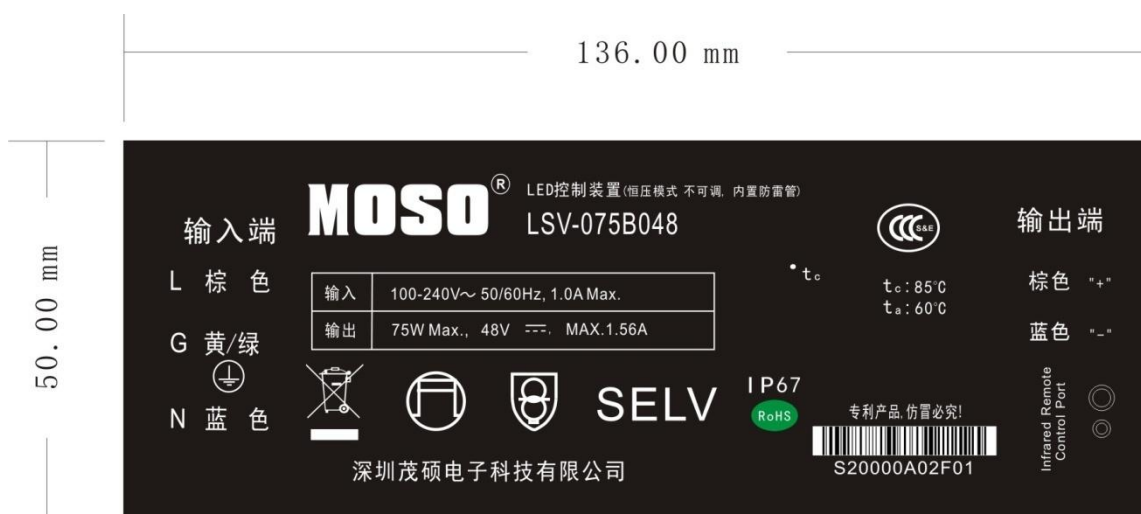 136.00 mm
50.00 mm
MOSO®
LED控制装置(恒压模式 不可调, 内置防雷管)
LSV-075B048
输入端
L 棕色
G 黄/绿
N 蓝色
输入 100-240V～ 50/60Hz, 1.0A Max.
输出 75W Max., 48V ⎓. MAX.1.56A
SELV
IP67
RoHS
深圳茂硕电子科技有限公司
tc
CCC S&E
tc:85℃
ta:60℃
专利产品,仿冒必究!
S20000A02F01
输出端
棕色 "+"
蓝色 "-"
Infrared Remote
Control Port